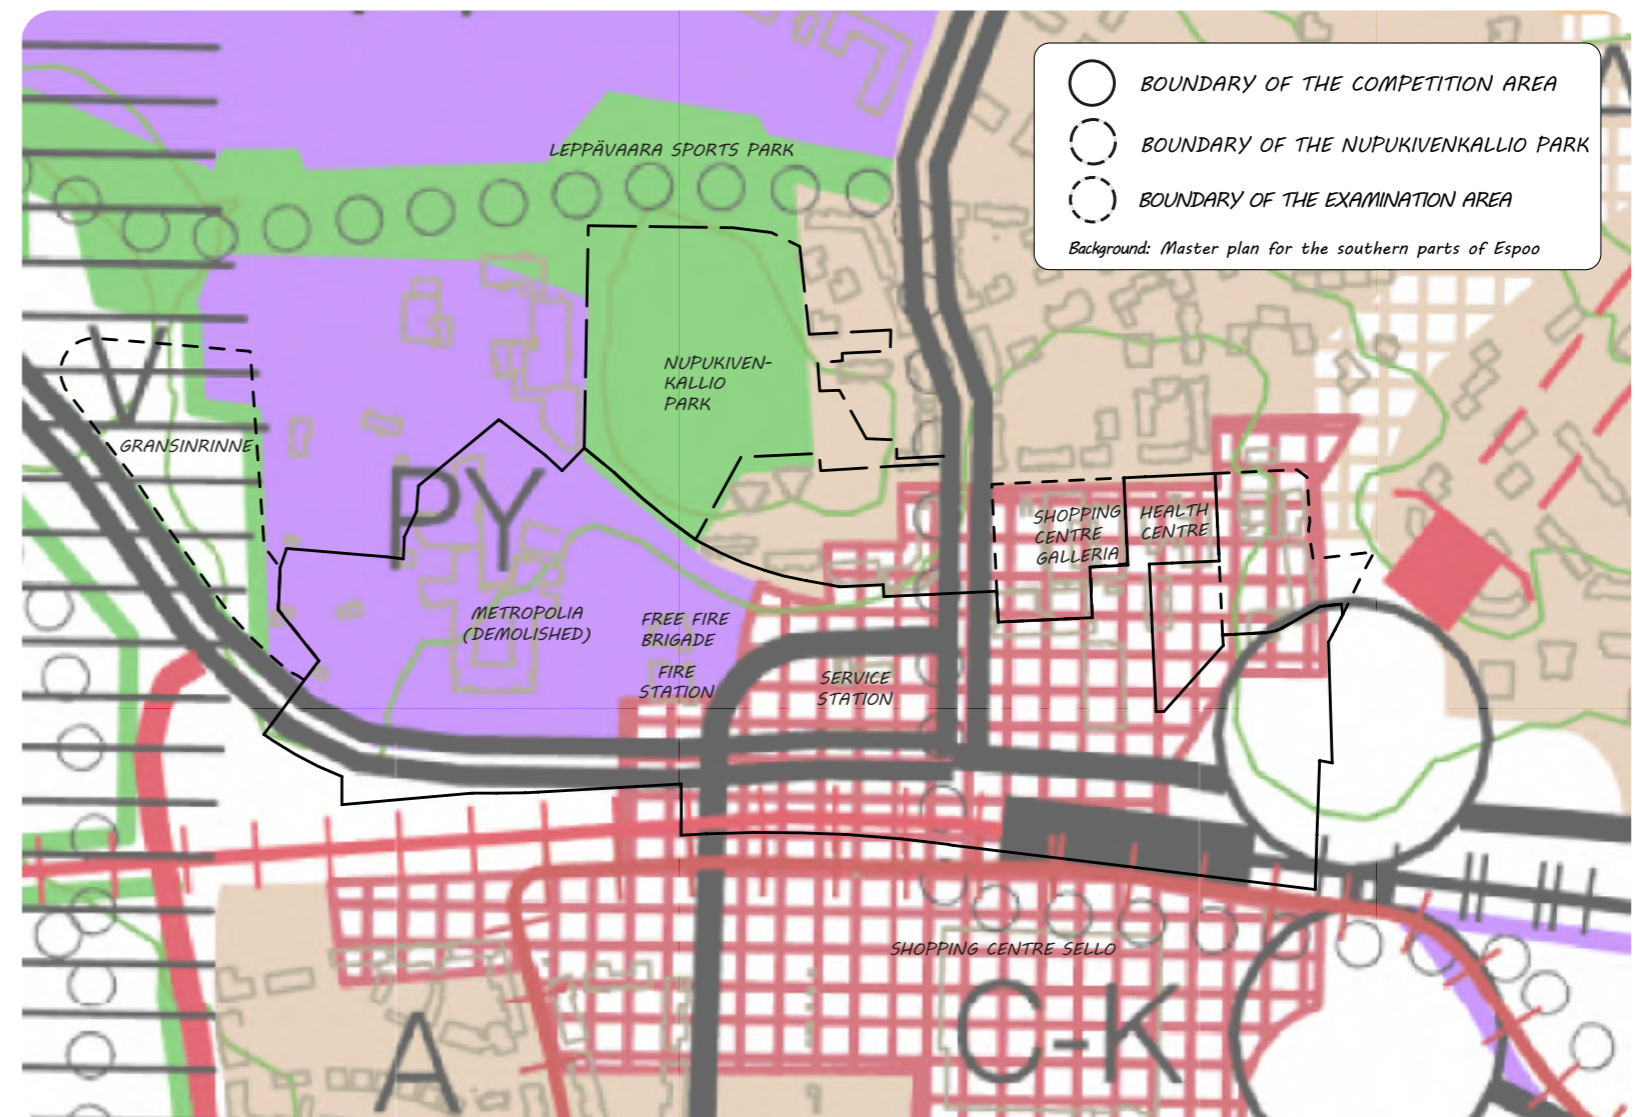 BOUNDARY OF THE COMPETITION AREA
BOUNDARY OF THE NUPUKIVENKALLIO PARK
BOUNDARY OF THE EXAMINATION AREA
Background: Master plan for the southern parts of Espoo
LEPPÄVAARA SPORTS PARK
V
NUPUKIVEN-
KALLIO
PARK
GRANSINRINNE
PY
SHOPPING
CENTRE
GALLERIA
HEALTH
CENTRE
METROPOLIA
(DEMOLISHED)
FREE FIRE
BRIGADE
FIRE
STATION
SERVICE
STATION
SHOPPING CENTRE SELLO
C-K
A